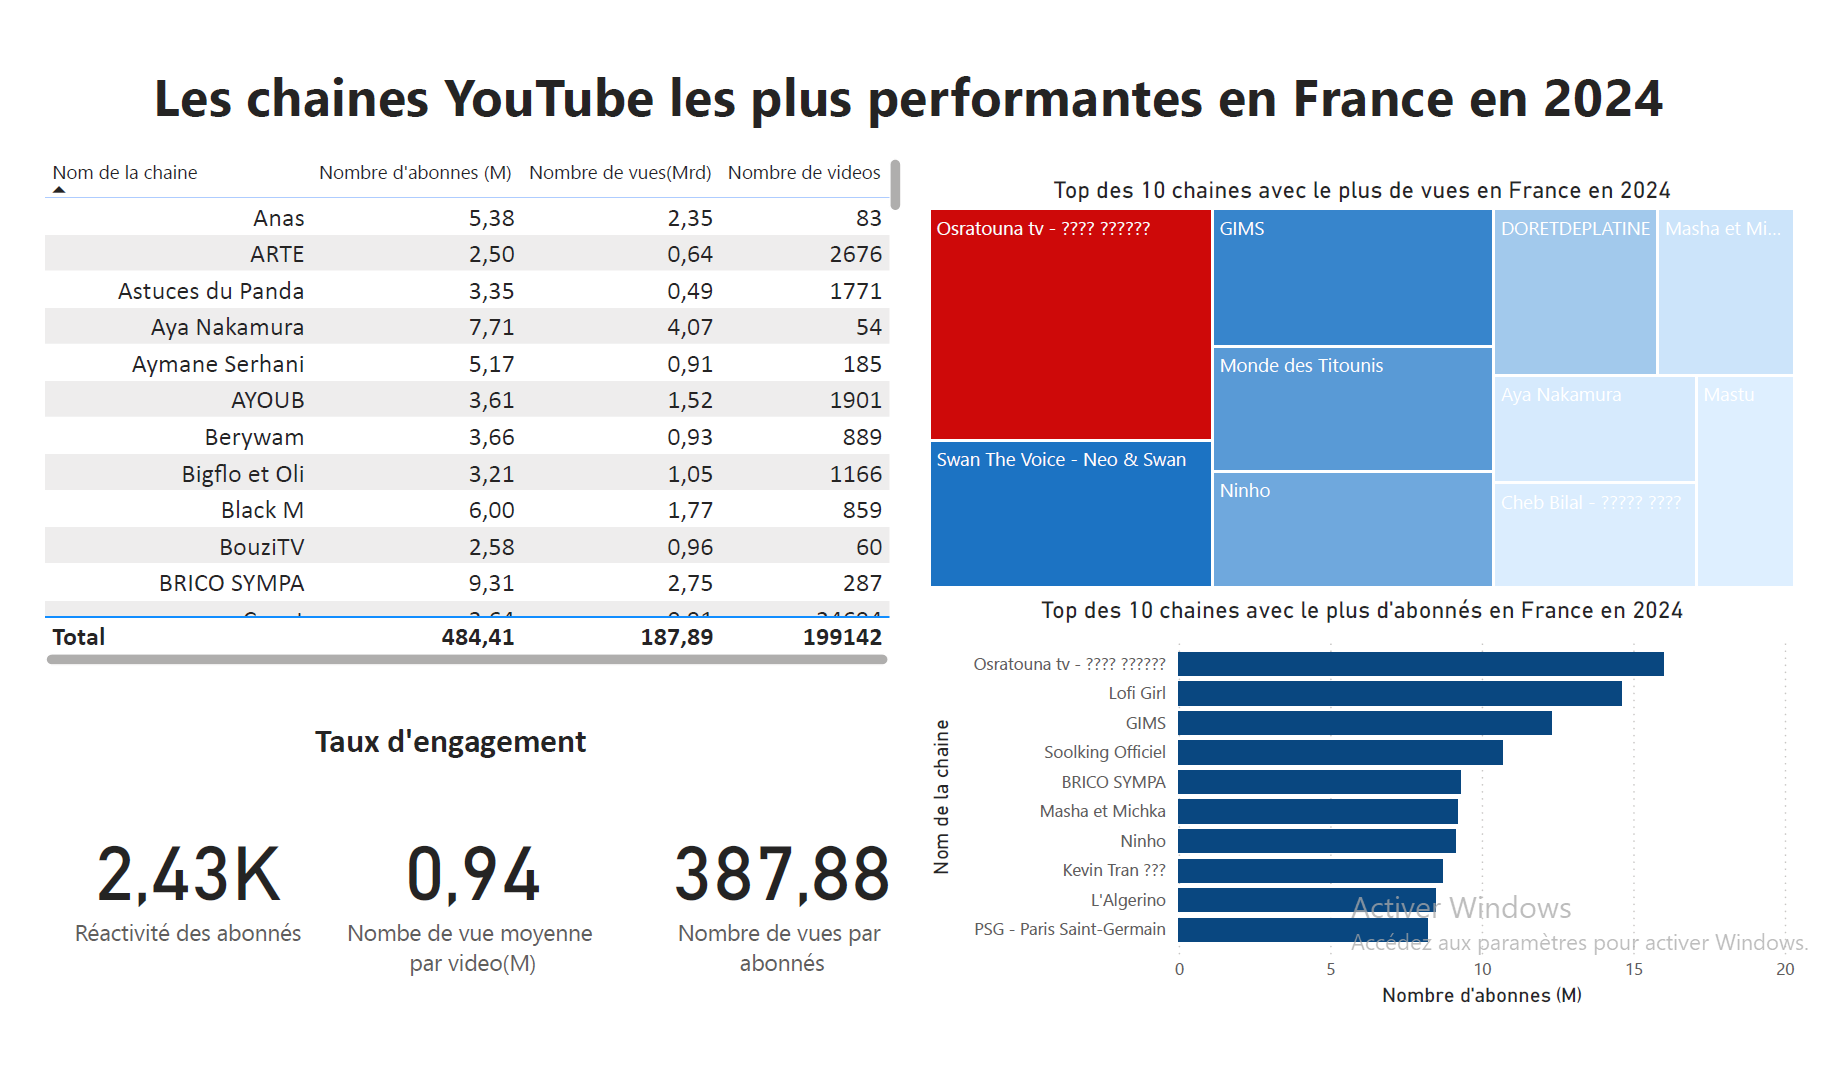 Les chaines YouTube les plus performantes en France en 2024
Nom de la chaine Nombre d'abonnes (M) Nombre de vues(Mrd) Nombre de videos
Anas 5,38 2,35 83
ARTE 2,50 0,64 2676
Astuces du Panda 3,35 0,49 1771
Aya Nakamura 7,71 4,07 54
Aymane Serhani 5,17 0,91 185
AYOUB 3,61 1,52 1901
Berywam 3,66 0,93 889
Bigflo et Oli 3,21 1,05 1166
Black M 6,00 1,77 859
BouziTV 2,58 0,96 60
BRICO SYMPA 9,31 2,75 287
Total 484,41 187,89 199142
Taux d'engagement
2,43K
Réactivité des abonnés
0,94
Nombe de vue moyenne
par video(M)
387,88
Nombre de vues par
abonnés
Top des 10 chaines avec le plus de vues en France en 2024
Osratouna tv - ???? ??????
Swan The Voice - Neo & Swan
GIMS
Monde des Titounis
Ninho
DORETDEPLATINE
Masha et Mi...
Aya Nakamura
Mastu
Cheb Bilal - ????? ????
Top des 10 chaines avec le plus d'abonnés en France en 2024
Nom de la chaine
Osratouna tv - ???? ??????
Lofi Girl
GIMS
Soolking Officiel
BRICO SYMPA
Masha et Michka
Ninho
Kevin Tran ???
L'Algerino
PSG - Paris Saint-Germain
0 5 10 15 20
Nombre d'abonnes (M)
Activer Windows
Accédez aux paramètres pour activer Windows.